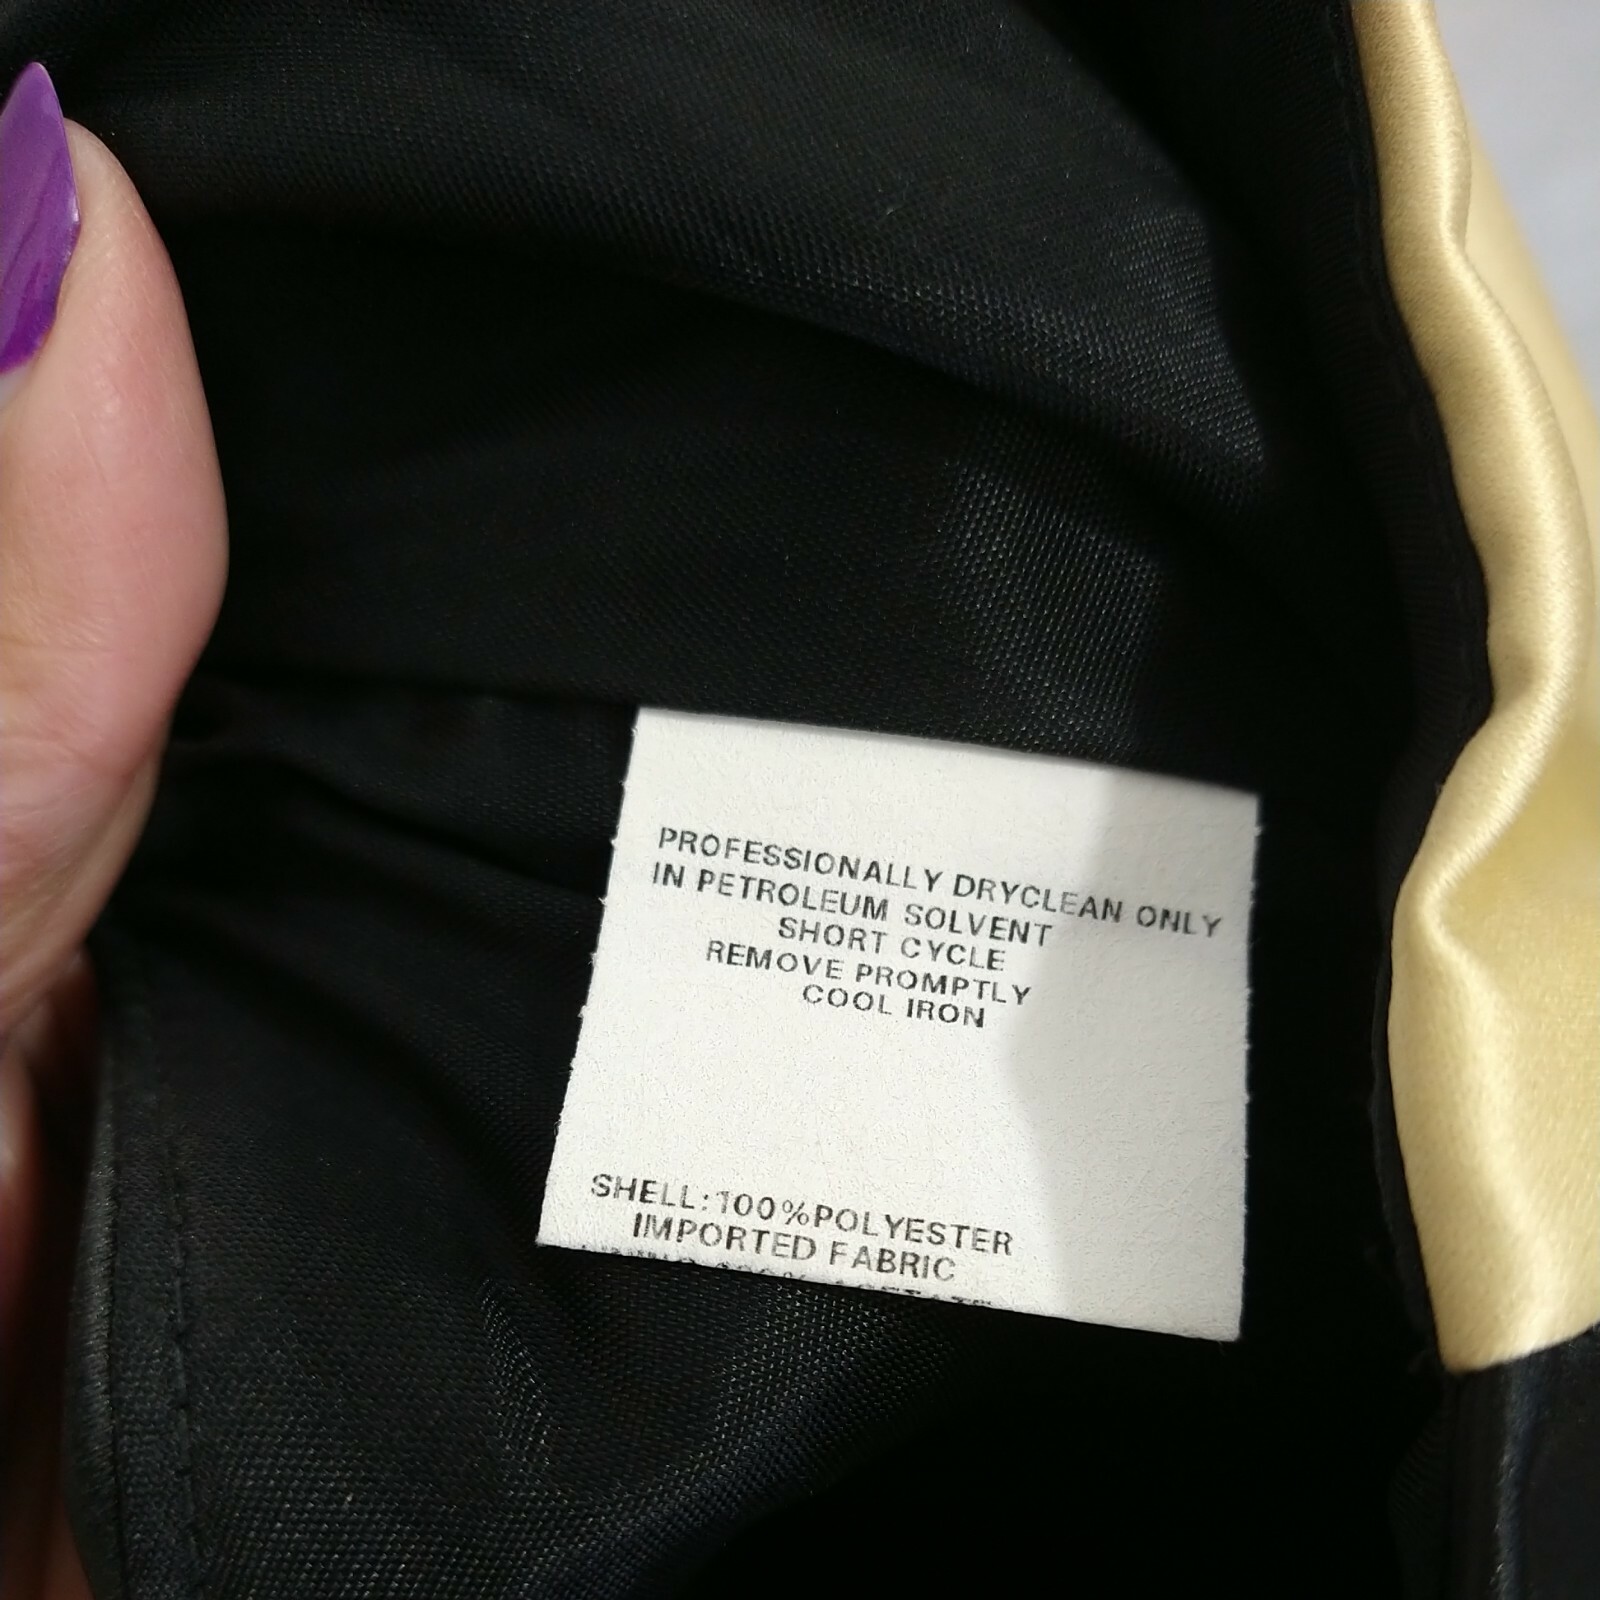 PROFESSIONALLY DRYCLEAN ONLY
IN PETROLEUM SOLVENT
SHORT CYCLE
REMOVE PROMPTLY
COOL IRON
SHELL:100%POLYESTER
IMPORTED FABRIC